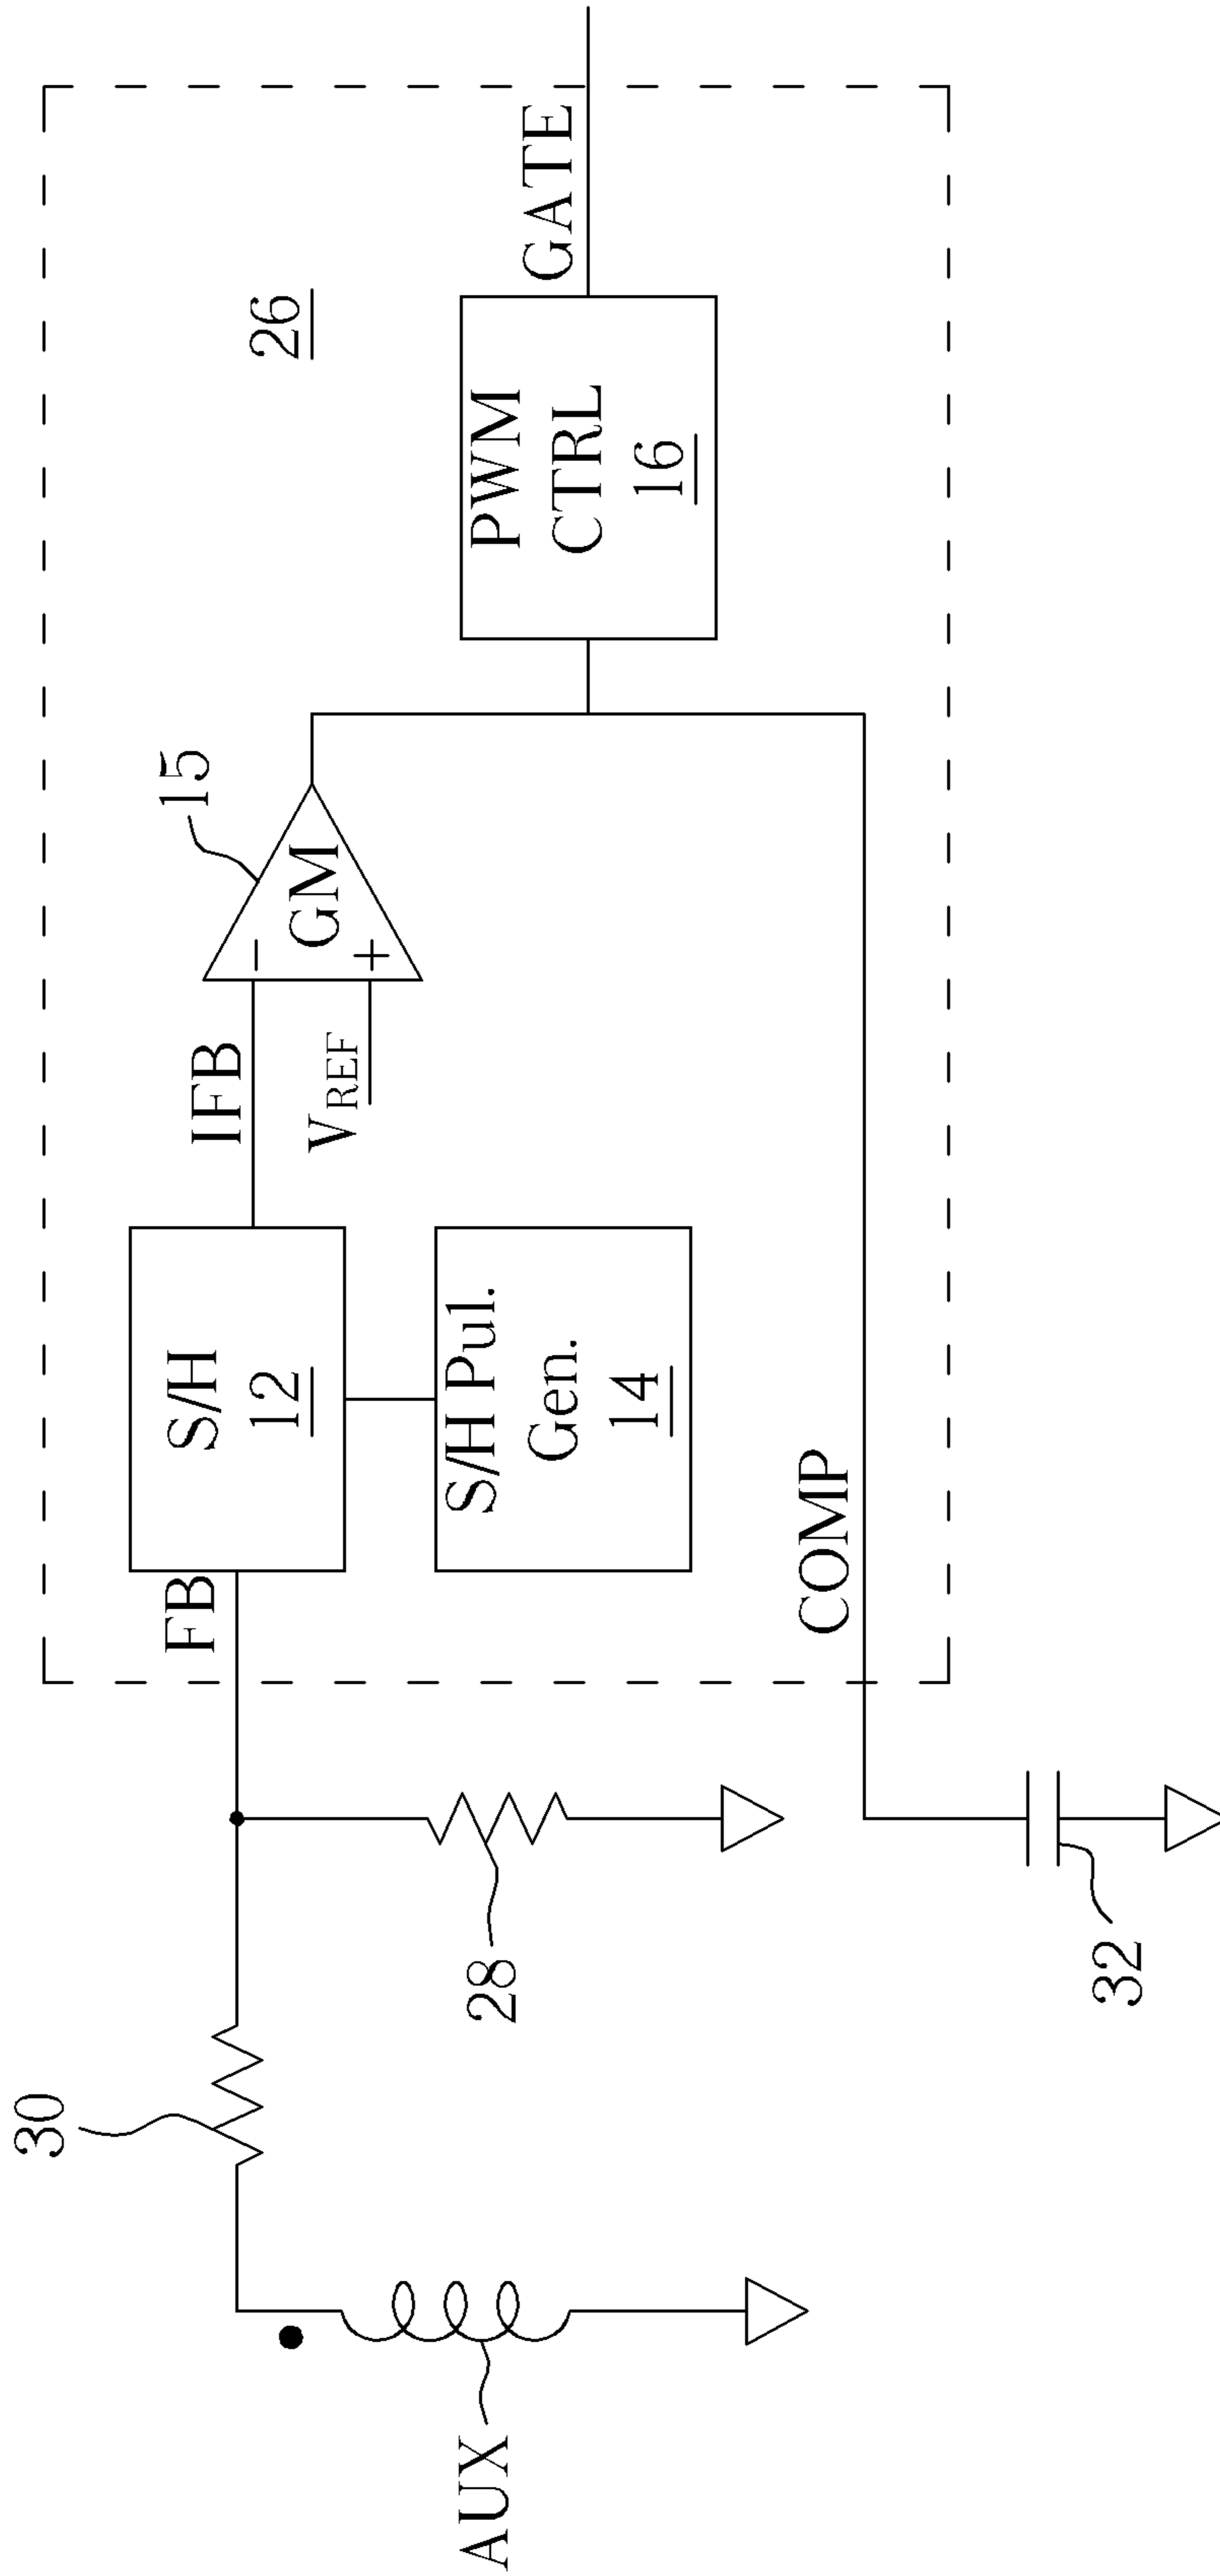 26
15
FB
S/H
12
IFB
GM
−
+
VREF
S/H Pul.
Gen.
14
PWM
CTRL
16
GATE
COMP
30
28
AUX
32